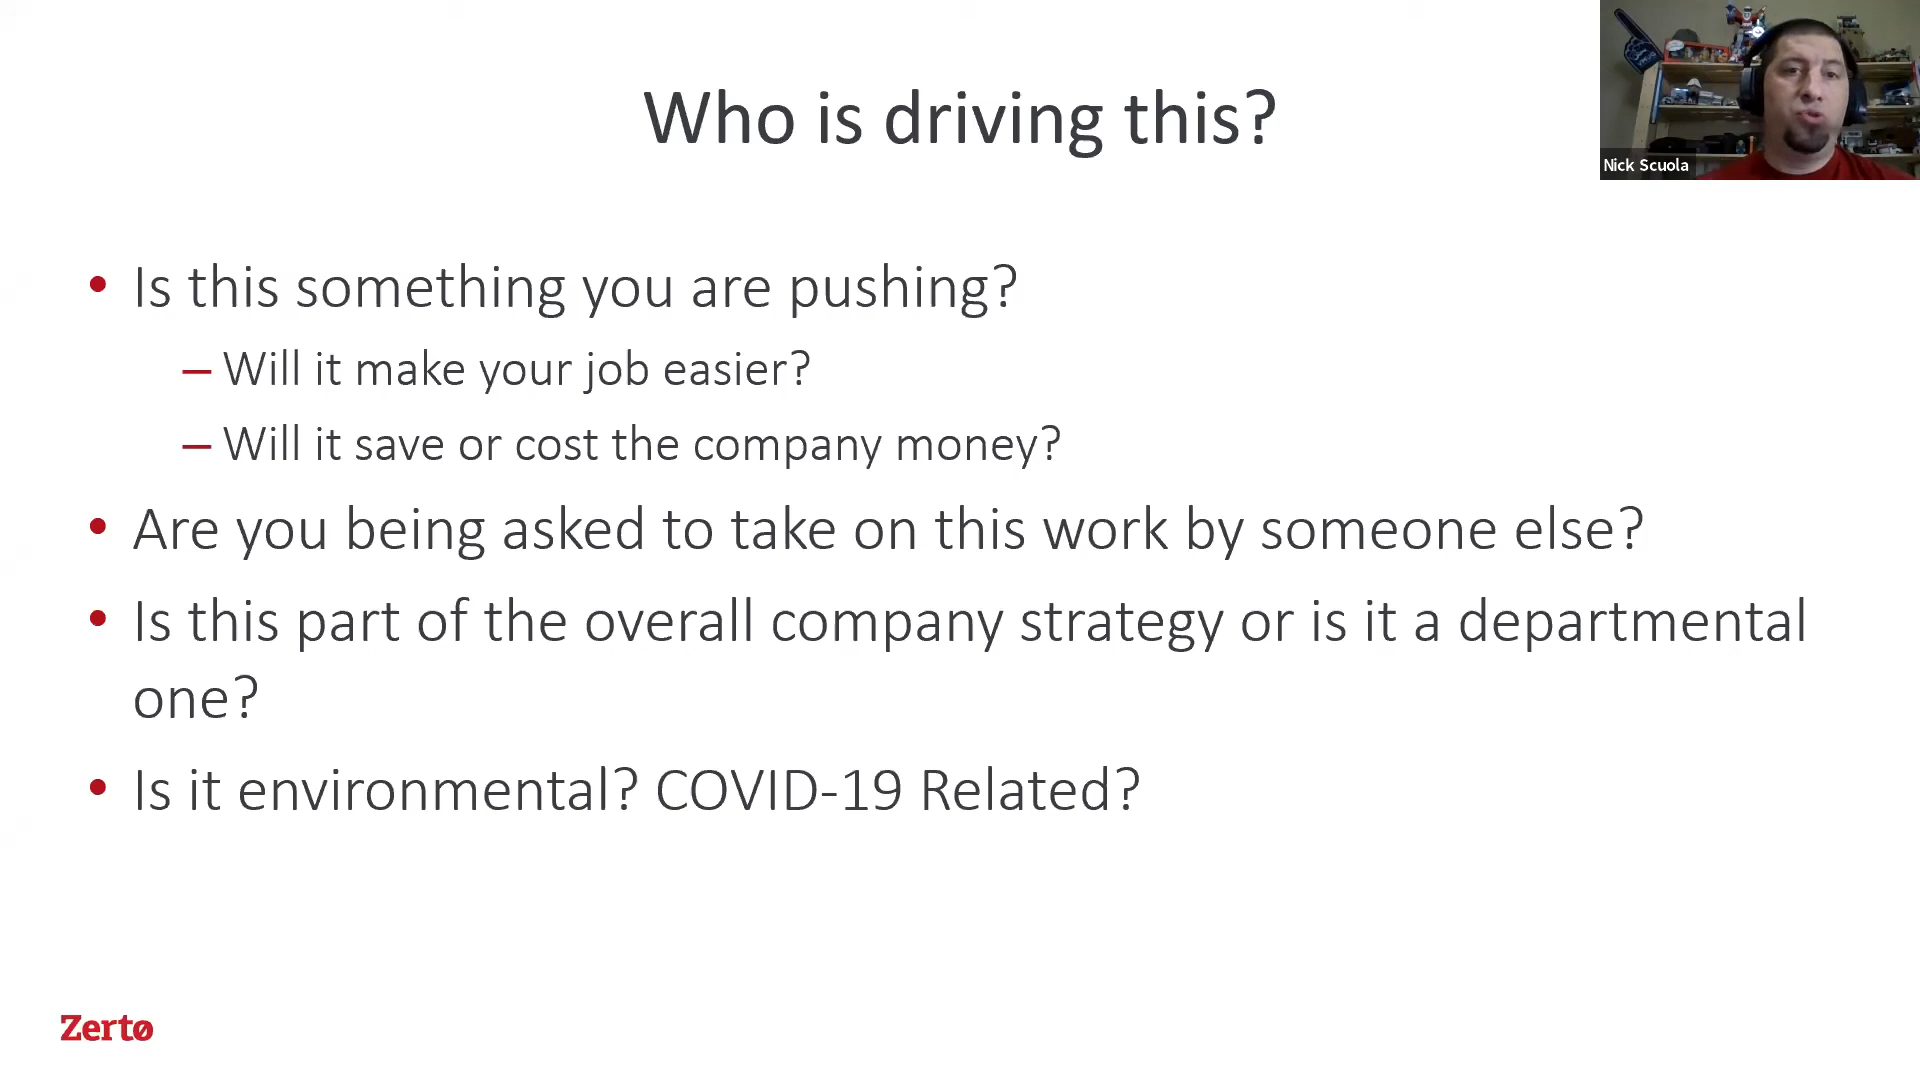 Who is driving this?
Nick Scuola
• Is this something you are pushing?
– Will it make your job easier?
– Will it save or cost the company money?
• Are you being asked to take on this work by someone else?
• Is this part of the overall company strategy or is it a departmental
one?
• Is it environmental? COVID-19 Related?
Zerto